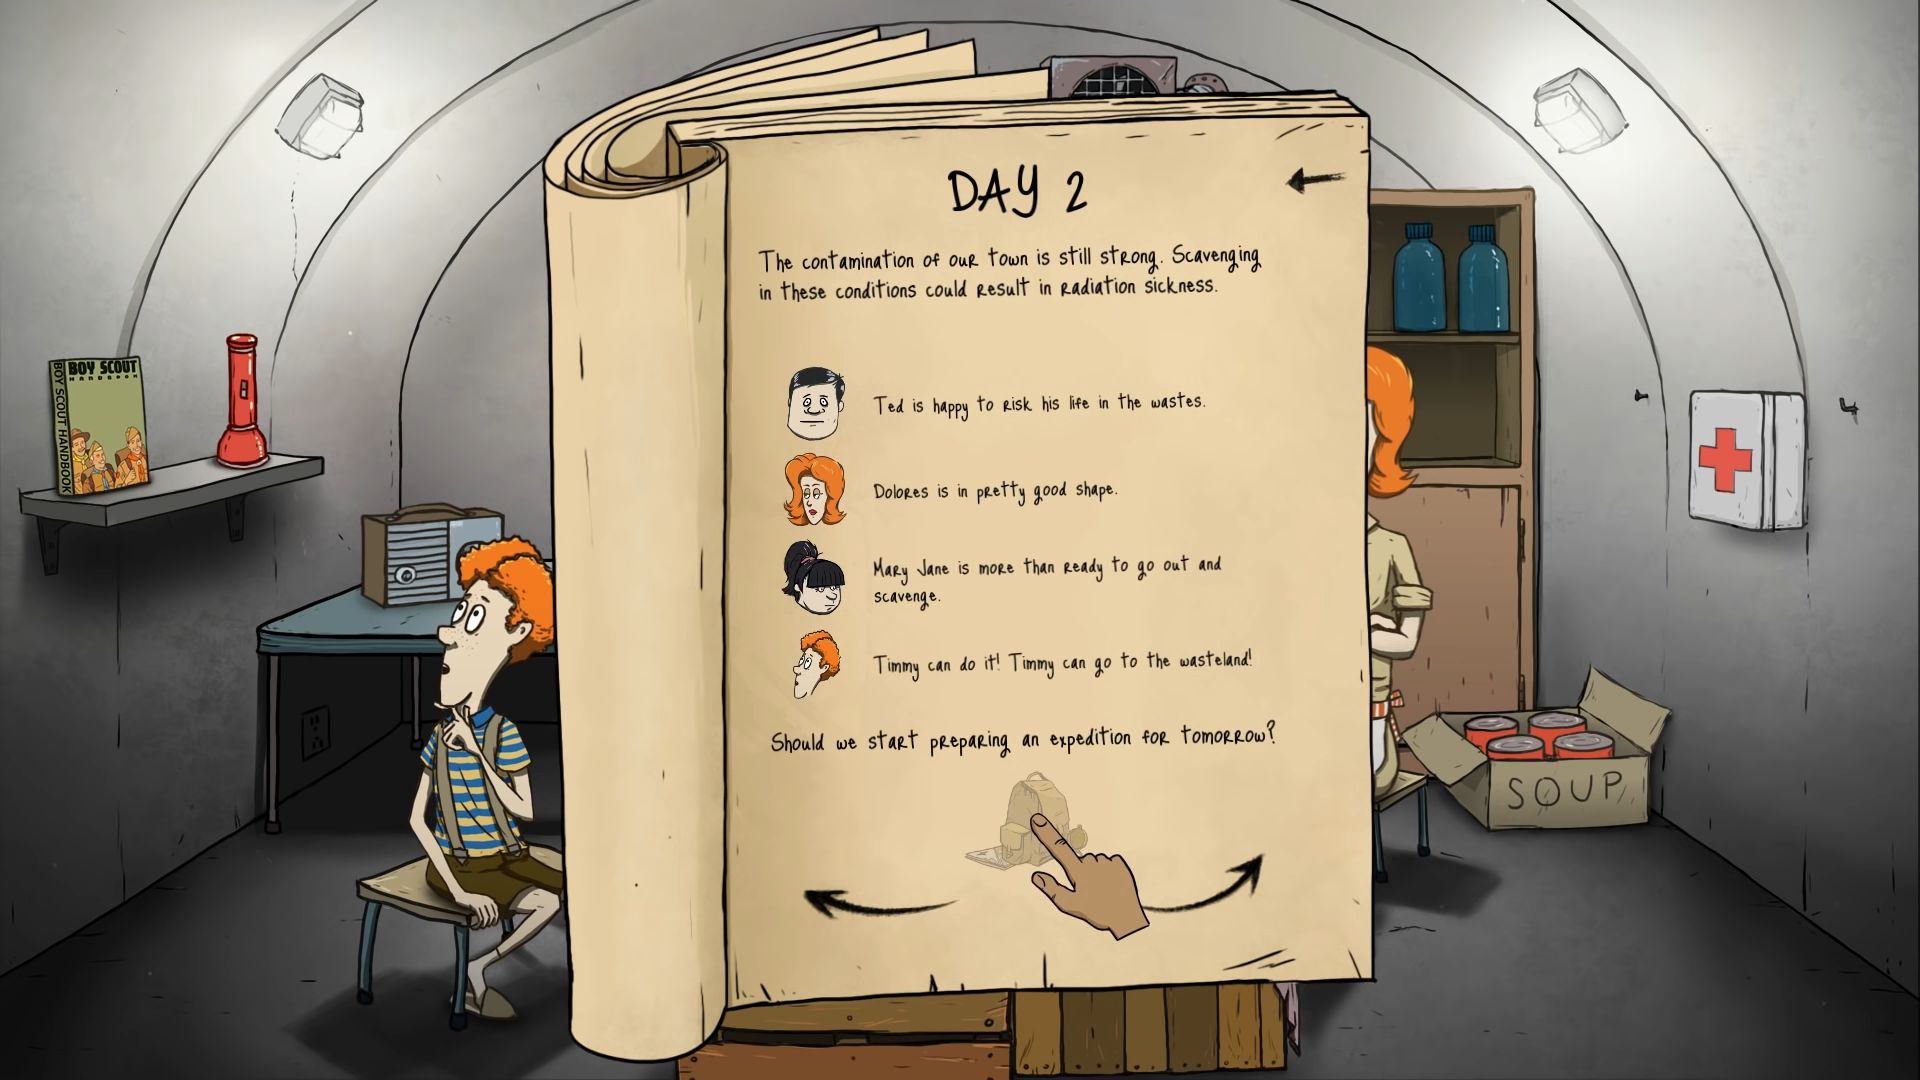 DAY 2
The contamination of our town is still strong. Scavenging
in these conditions could result in radiation sickness.
Ted is happy to risk his life in the wastes.
Dolores is in pretty good shape.
Mary Jane is more than ready to go out and
scavenge.
Timmy can do it! Timmy can go to the wasteland!
Should we start preparing an expedition for tomorrow?
BOY SCOUT
HANDBOOK
BOY SCOUT HANDBOOK
SOUP